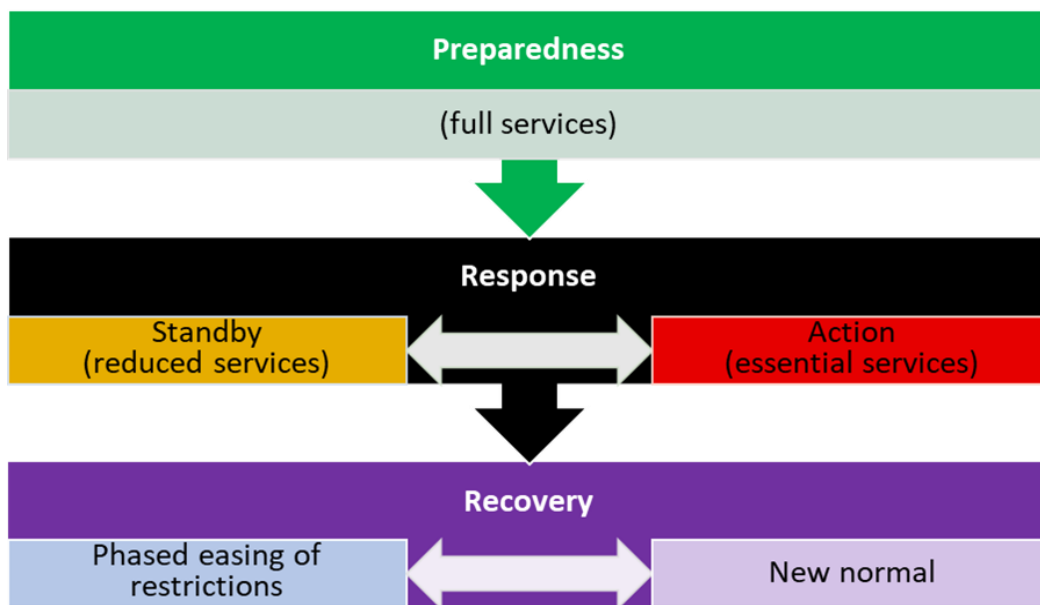 Preparedness
(full services)
Response
Standby
(reduced services)
Action
(essential services)
Recovery
Phased easing of
restrictions
New normal